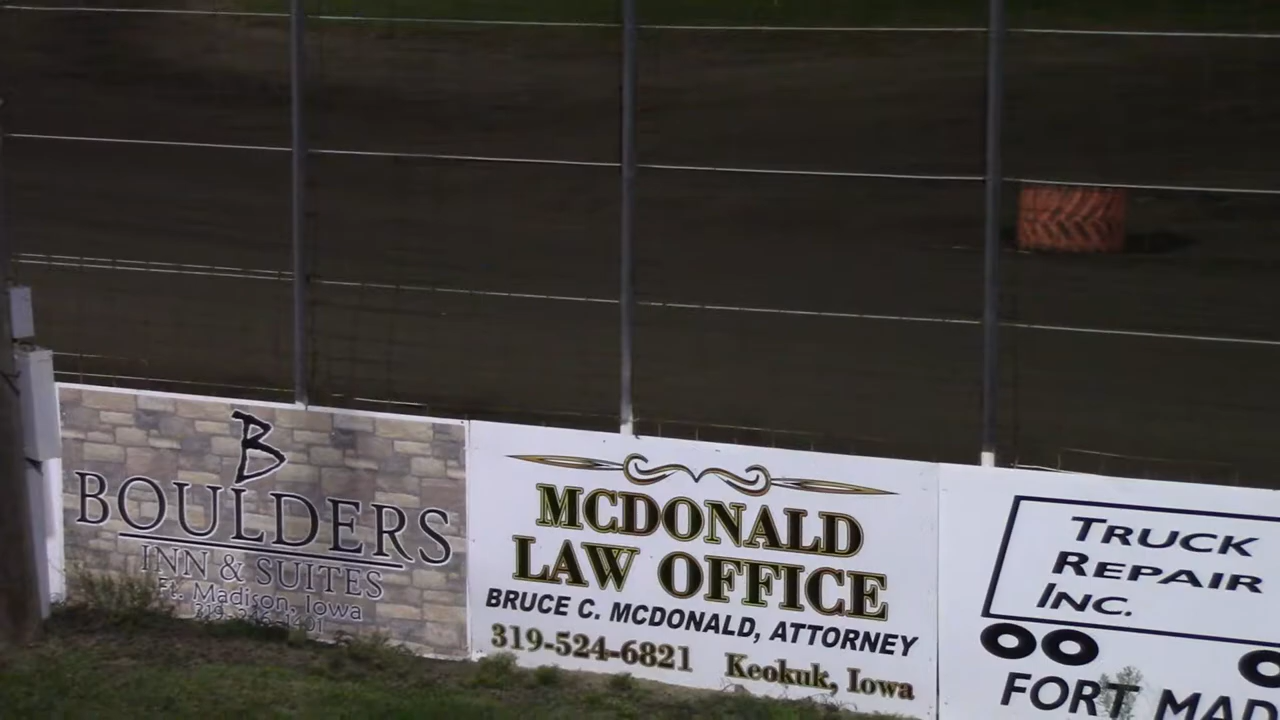 B
BOULDERS
INN & SUITES
Ft. Madison, Iowa
MCDONALD
LAW OFFICE
BRUCE C. MCDONALD, ATTORNEY
319-524-6821 Keokuk, Iowa
TRUCK
REPAIR
INC.
FORT MAD